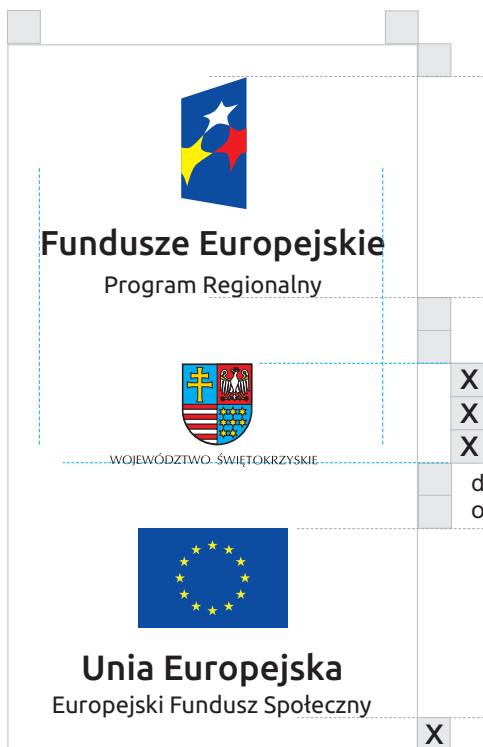 Fundusze Europejskie
Program Regionalny
X
X
X
WOJEWÓDZTWO ŚWIĘTOKRZYSKIE
d
o
Unia Europejska
Europejski Fundusz Społeczny
X